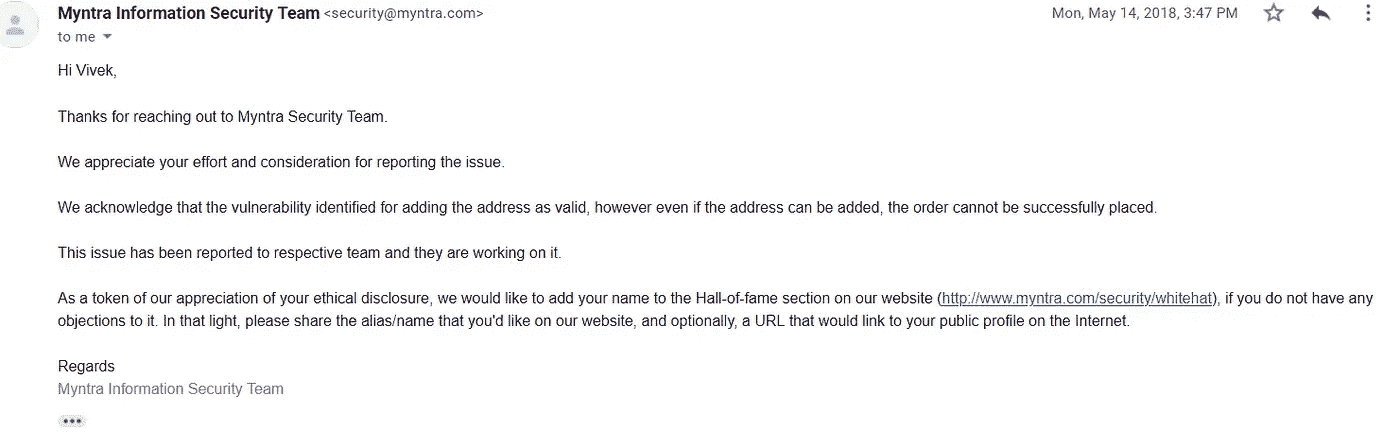 Myntra Information Security Team <security@myntra.com> Mon, May 14, 2018, 3:47 PM
to me
Hi Vivek,
Thanks for reaching out to Myntra Security Team.
We appreciate your effort and consideration for reporting the issue.
We acknowledge that the vulnerability identified for adding the address as valid, however even if the address can be added, the order cannot be successfully placed.
This issue has been reported to respective team and they are working on it.
As a token of our appreciation of your ethical disclosure, we would like to add your name to the Hall-of-fame section on our website (http://www.myntra.com/security/whitehat), if you do not have any
objections to it. In that light, please share the alias/name that you'd like on our website, and optionally, a URL that would link to your public profile on the Internet.
Regards
Myntra Information Security Team